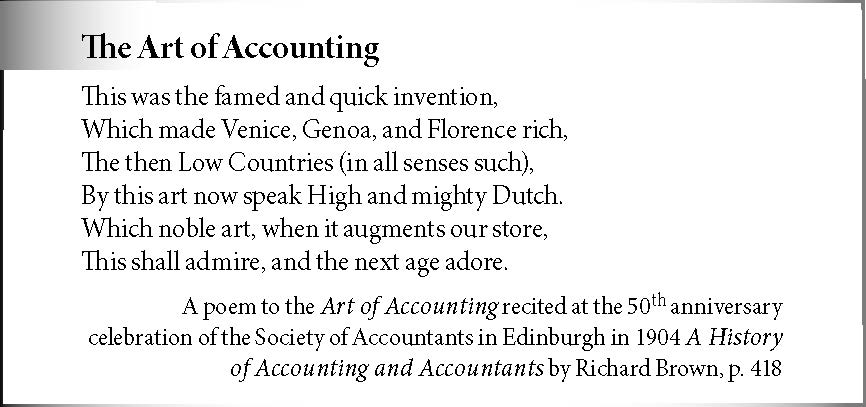 The Art of Accounting
This was the famed and quick invention,
Which made Venice, Genoa, and Florence rich,
The then Low Countries (in all senses such),
By this art now speak High and mighty Dutch.
Which noble art, when it augments our store,
This shall admire, and the next age adore.
A poem to the Art of Accounting recited at the 50th anniversary
celebration of the Society of Accountants in Edinburgh in 1904 A History
of Accounting and Accountants by Richard Brown, p. 418